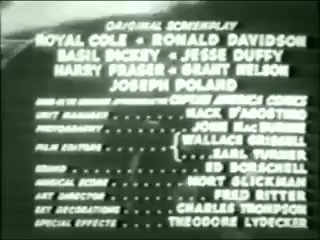 ORIGINAL SCREENPLAY
ROYAL COLE - RONALD DAVIDSON
BASIL DICKEY - JESSE DUFFY
HARRY FRASER - GRANT NELSON
JOSEPH POLAND
CAPTAIN AMERICA COMICS
UNIT MANAGER . . . . . . MACK D'AGOSTINO
PHOTOGRAPHY . . . . . . JOHN MAC
FILM EDITORS . . . . { WALLACE GRISSELL
EARL TURNER
SOUND . . . . . . ED BORSCHELL
MUSICAL SCORE . . . . . . MORT GLICKMAN
ART DIRECTOR . . . . . . FRED RITTER
SET DECORATIONS . . . . . . CHARLES THOMPSON
SPECIAL EFFECTS . . . . . . THEODORE LYDECKER